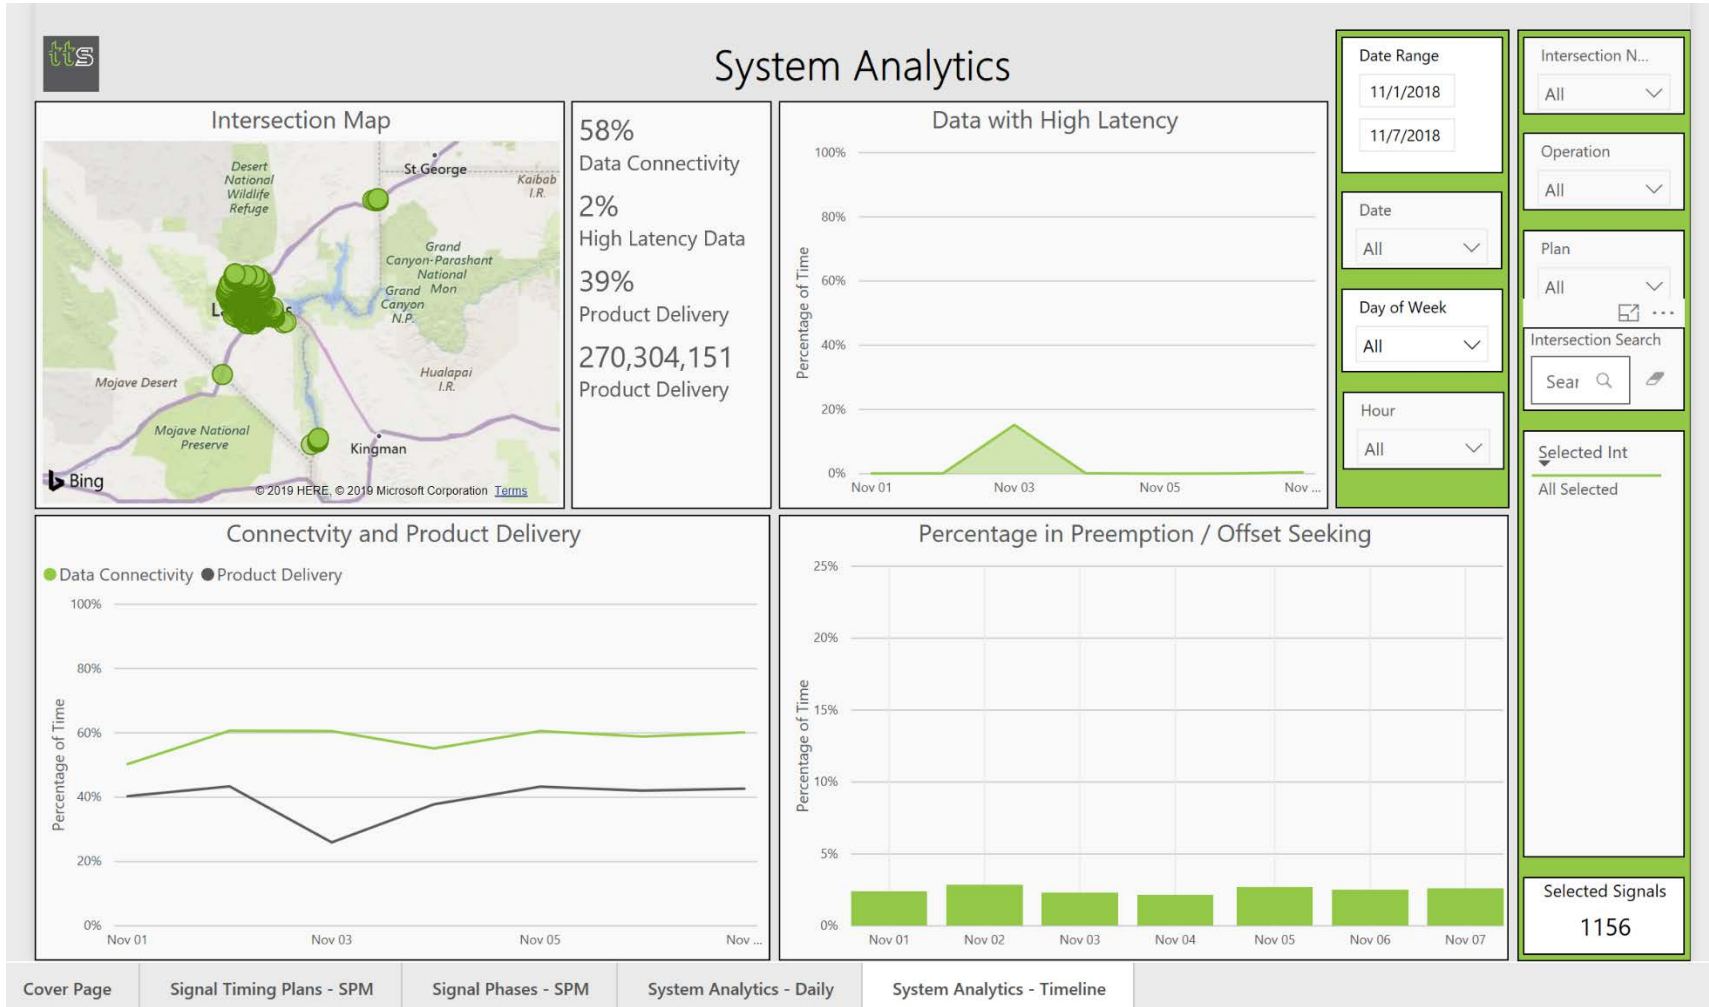 tts
System Analytics
Date Range
11/1/2018
11/7/2018
Date
All
Day of Week
All
Hour
All
Intersection N...
All
Operation
All
Plan
All
Intersection Search
Sear
Selected Int
All Selected
Selected Signals
1156
Intersection Map
Desert
National
Wildlife
Refuge
St George
Kaibab
I.R.
Grand
Canyon-Parashant
National
Mon
Grand
Canyon
N.P.
Hualapai
I.R.
Mojave Desert
Mojave National
Preserve
Kingman
Bing
© 2019 HERE, © 2019 Microsoft Corporation Terms
58%
Data Connectivity
2%
High Latency Data
39%
Product Delivery
270,304,151
Product Delivery
Data with High Latency
Percentage of Time
100%
80%
60%
40%
20%
0%
Nov 01 Nov 03 Nov 05 Nov ...
Connectvity and Product Delivery
Data Connectivity Product Delivery
Percentage of Time
100%
80%
60%
40%
20%
0%
Nov 01 Nov 03 Nov 05 Nov ...
Percentage in Preemption / Offset Seeking
Percentage of Time
25%
20%
15%
10%
5%
0%
Nov 01 Nov 02 Nov 03 Nov 04 Nov 05 Nov 06 Nov 07
Cover Page Signal Timing Plans - SPM Signal Phases - SPM System Analytics - Daily System Analytics - Timeline